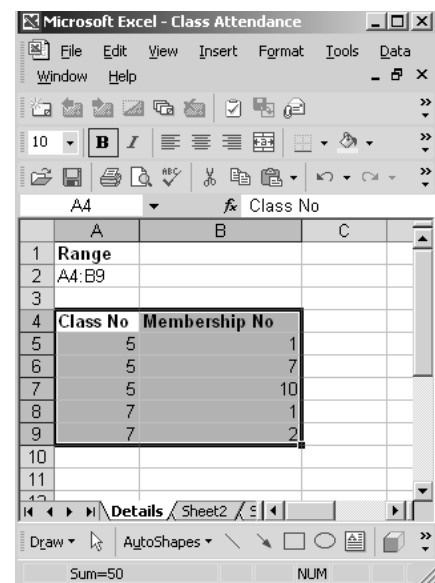 Microsoft Excel - Class Attendance
File Edit View Insert Format Tools Data
Window Help
10 B I
ABC
A4 fx Class No
A B C
1 Range
2 A4:B9
3
4 Class No Membership No
5 5 1
6 5 7
7 5 10
8 7 1
9 7 2
10
11
Details Sheet2
Draw AutoShapes
Sum=50 NUM